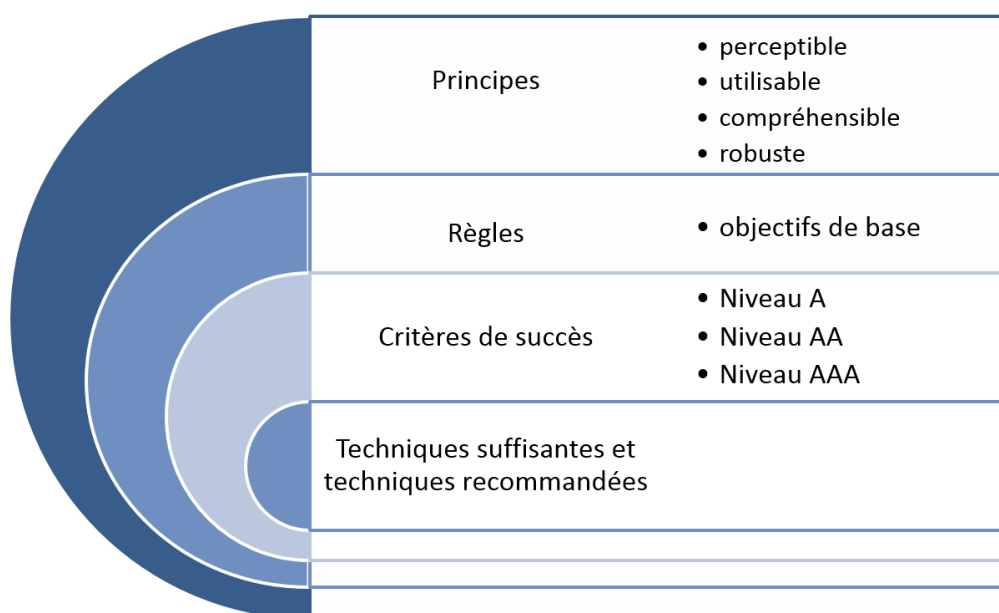 Principes
• perceptible
• utilisable
• compréhensible
• robuste
Règles
• objectifs de base
Critères de succès
• Niveau A
• Niveau AA
• Niveau AAA
Techniques suffisantes et
techniques recommandées